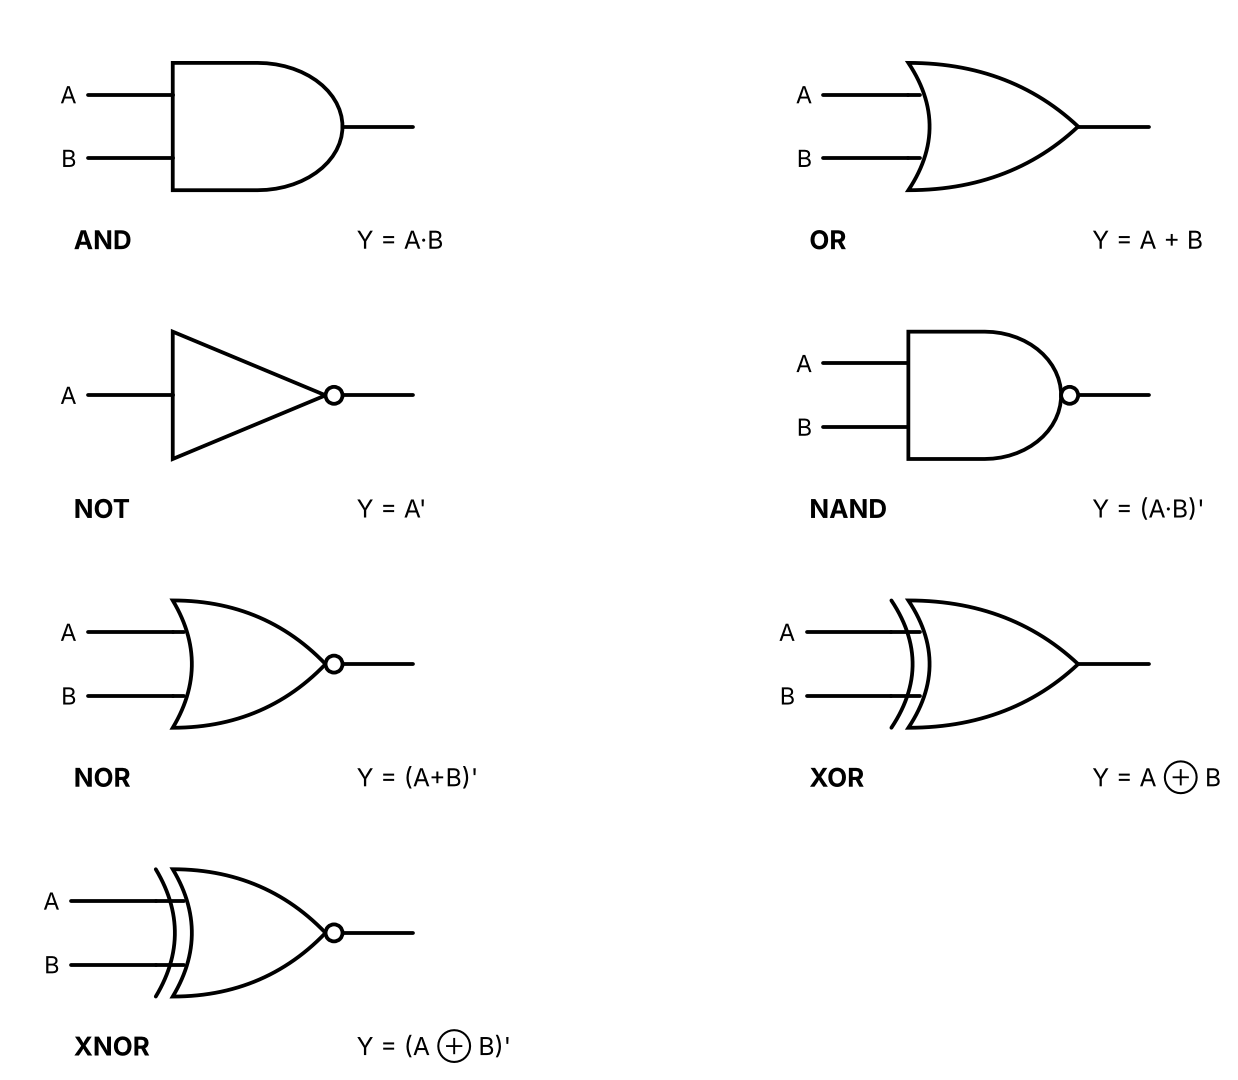 A
B
AND Y = A·B
A
B
OR Y = A + B
A
NOT Y = A'
A
B
NAND Y = (A·B)'
A
B
NOR Y = (A+B)'
A
B
XOR Y = A ⊕ B
A
B
XNOR Y = (A ⊕ B)'